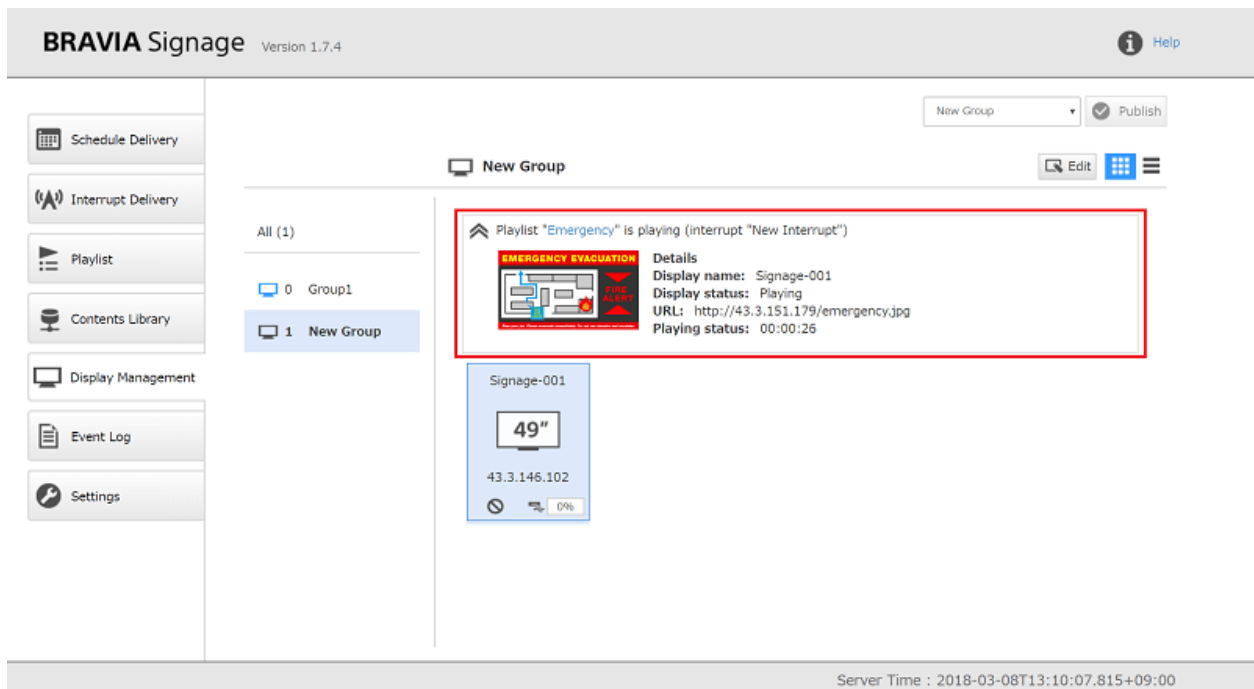 BRAVIA Signage Version 1.7.4
Help
New Group
Publish
Schedule Delivery
Interrupt Delivery
Playlist
Contents Library
Display Management
Event Log
Settings
New Group
Edit
All (1)
0 Group1
1 New Group
Playlist "Emergency" is playing (interrupt "New Interrupt")
EMERGENCY EVACUATION
FIRE
ALERT
Details
Display name: Signage-001
Display status: Playing
URL: http://43.3.151.179/emergency.jpg
Playing status: 00:00:26
Signage-001
49"
43.3.146.102
0%
Server Time : 2018-03-08T13:10:07.815+09:00